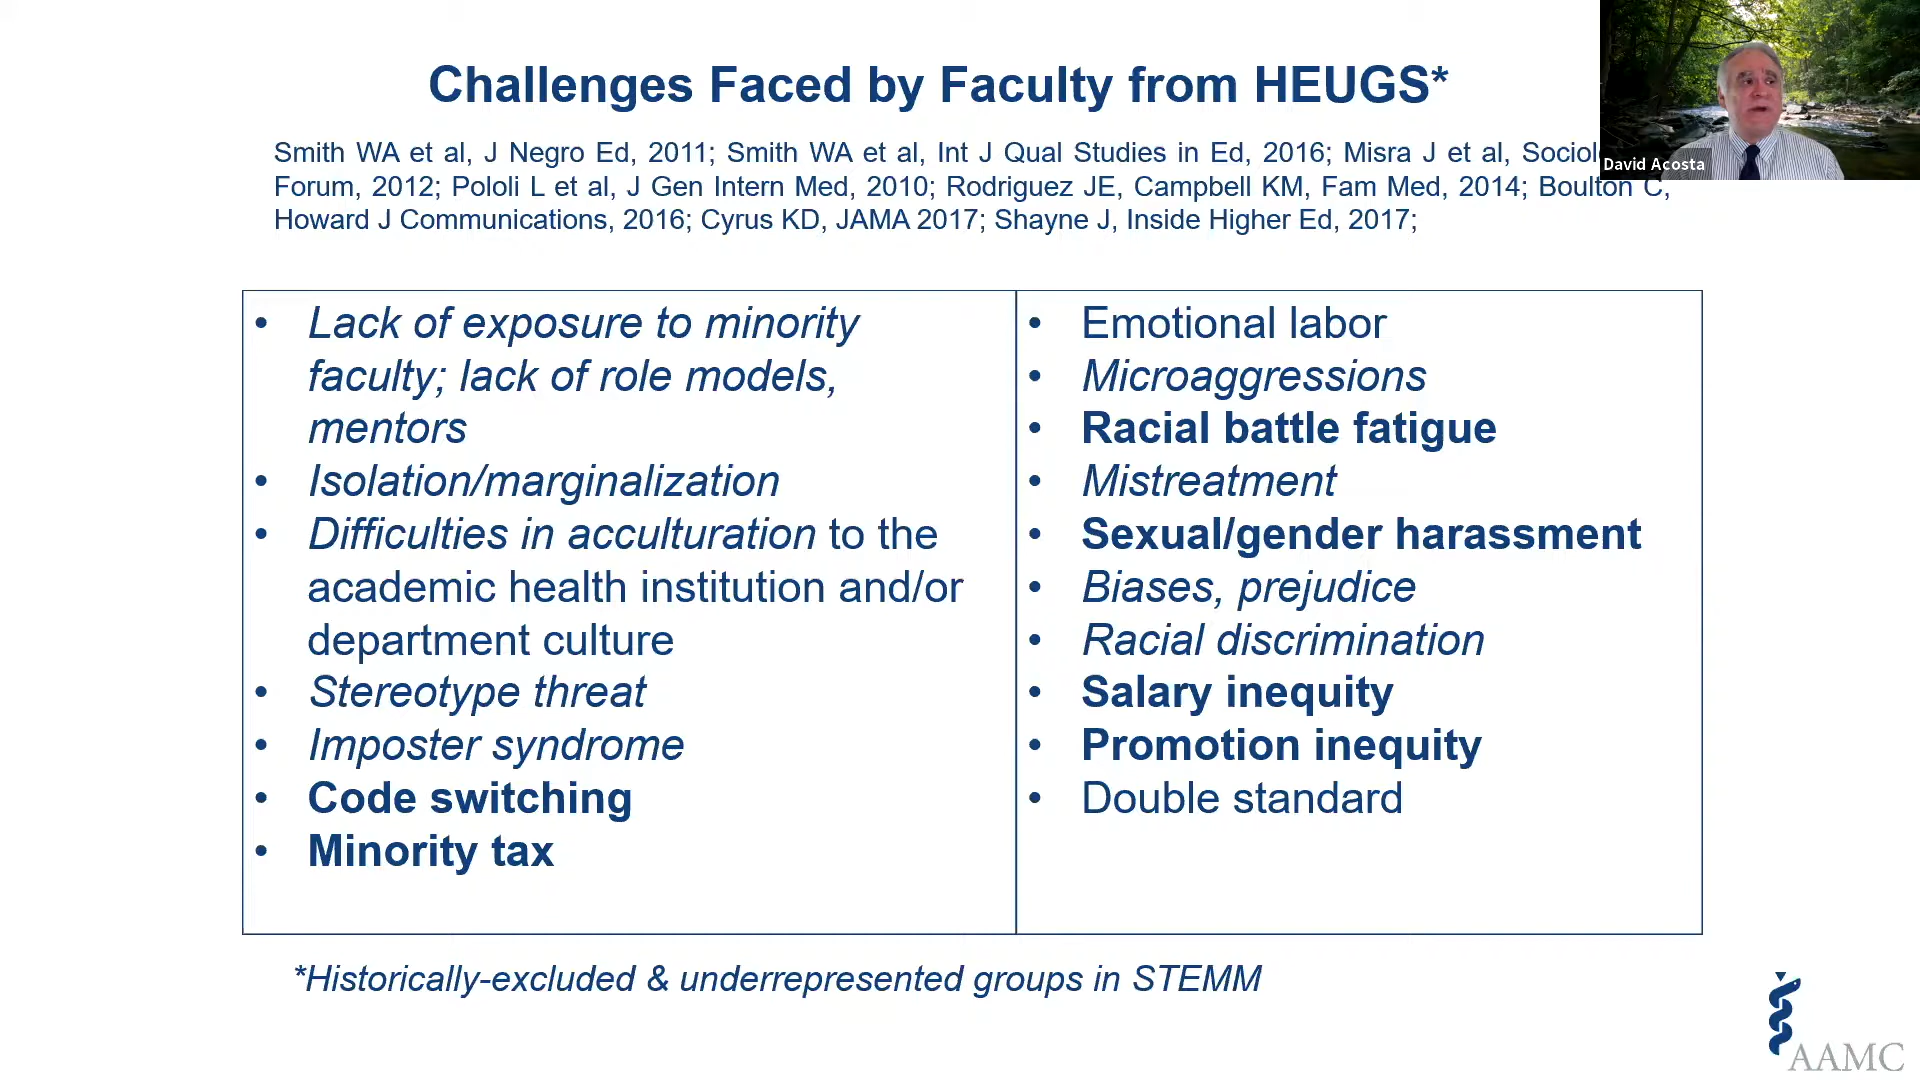 Challenges Faced by Faculty from HEUGS*
Smith WA et al, J Negro Ed, 2011; Smith WA et al, Int J Qual Studies in Ed, 2016; Misra J et al, Sociol
Forum, 2012; Pololi L et al, J Gen Intern Med, 2010; Rodriguez JE, Campbell KM, Fam Med, 2014; Boulton C,
Howard J Communications, 2016; Cyrus KD, JAMA 2017; Shayne J, Inside Higher Ed, 2017;
David Acosta
• Lack of exposure to minority
faculty; lack of role models,
mentors
• Isolation/marginalization
• Difficulties in acculturation to the
academic health institution and/or
department culture
• Stereotype threat
• Imposter syndrome
• Code switching
• Minority tax
• Emotional labor
• Microaggressions
• Racial battle fatigue
• Mistreatment
• Sexual/gender harassment
• Biases, prejudice
• Racial discrimination
• Salary inequity
• Promotion inequity
• Double standard
*Historically-excluded & underrepresented groups in STEMM
AAMC